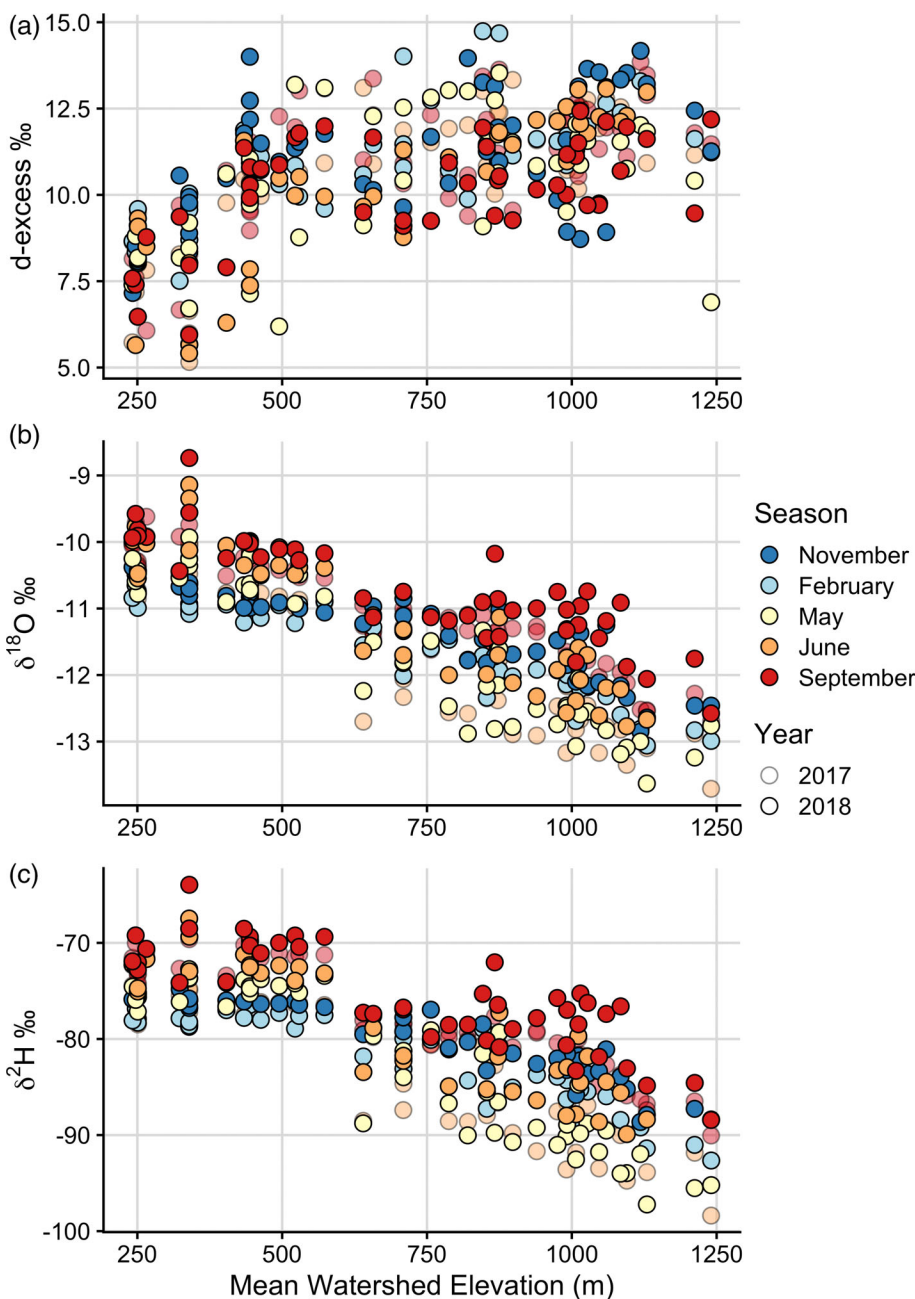 (a)
15.0
12.5
10.0
7.5
5.0
d-excess ‰
250
500
750
1000
1250
(b)
-9
-10
-11
-12
-13
δ18O ‰
250
500
750
1000
1250
(c)
-70
-80
-90
-100
δ2H ‰
250
500
750
1000
1250
Mean Watershed Elevation (m)
Season
November
February
May
June
September
Year
2017
2018